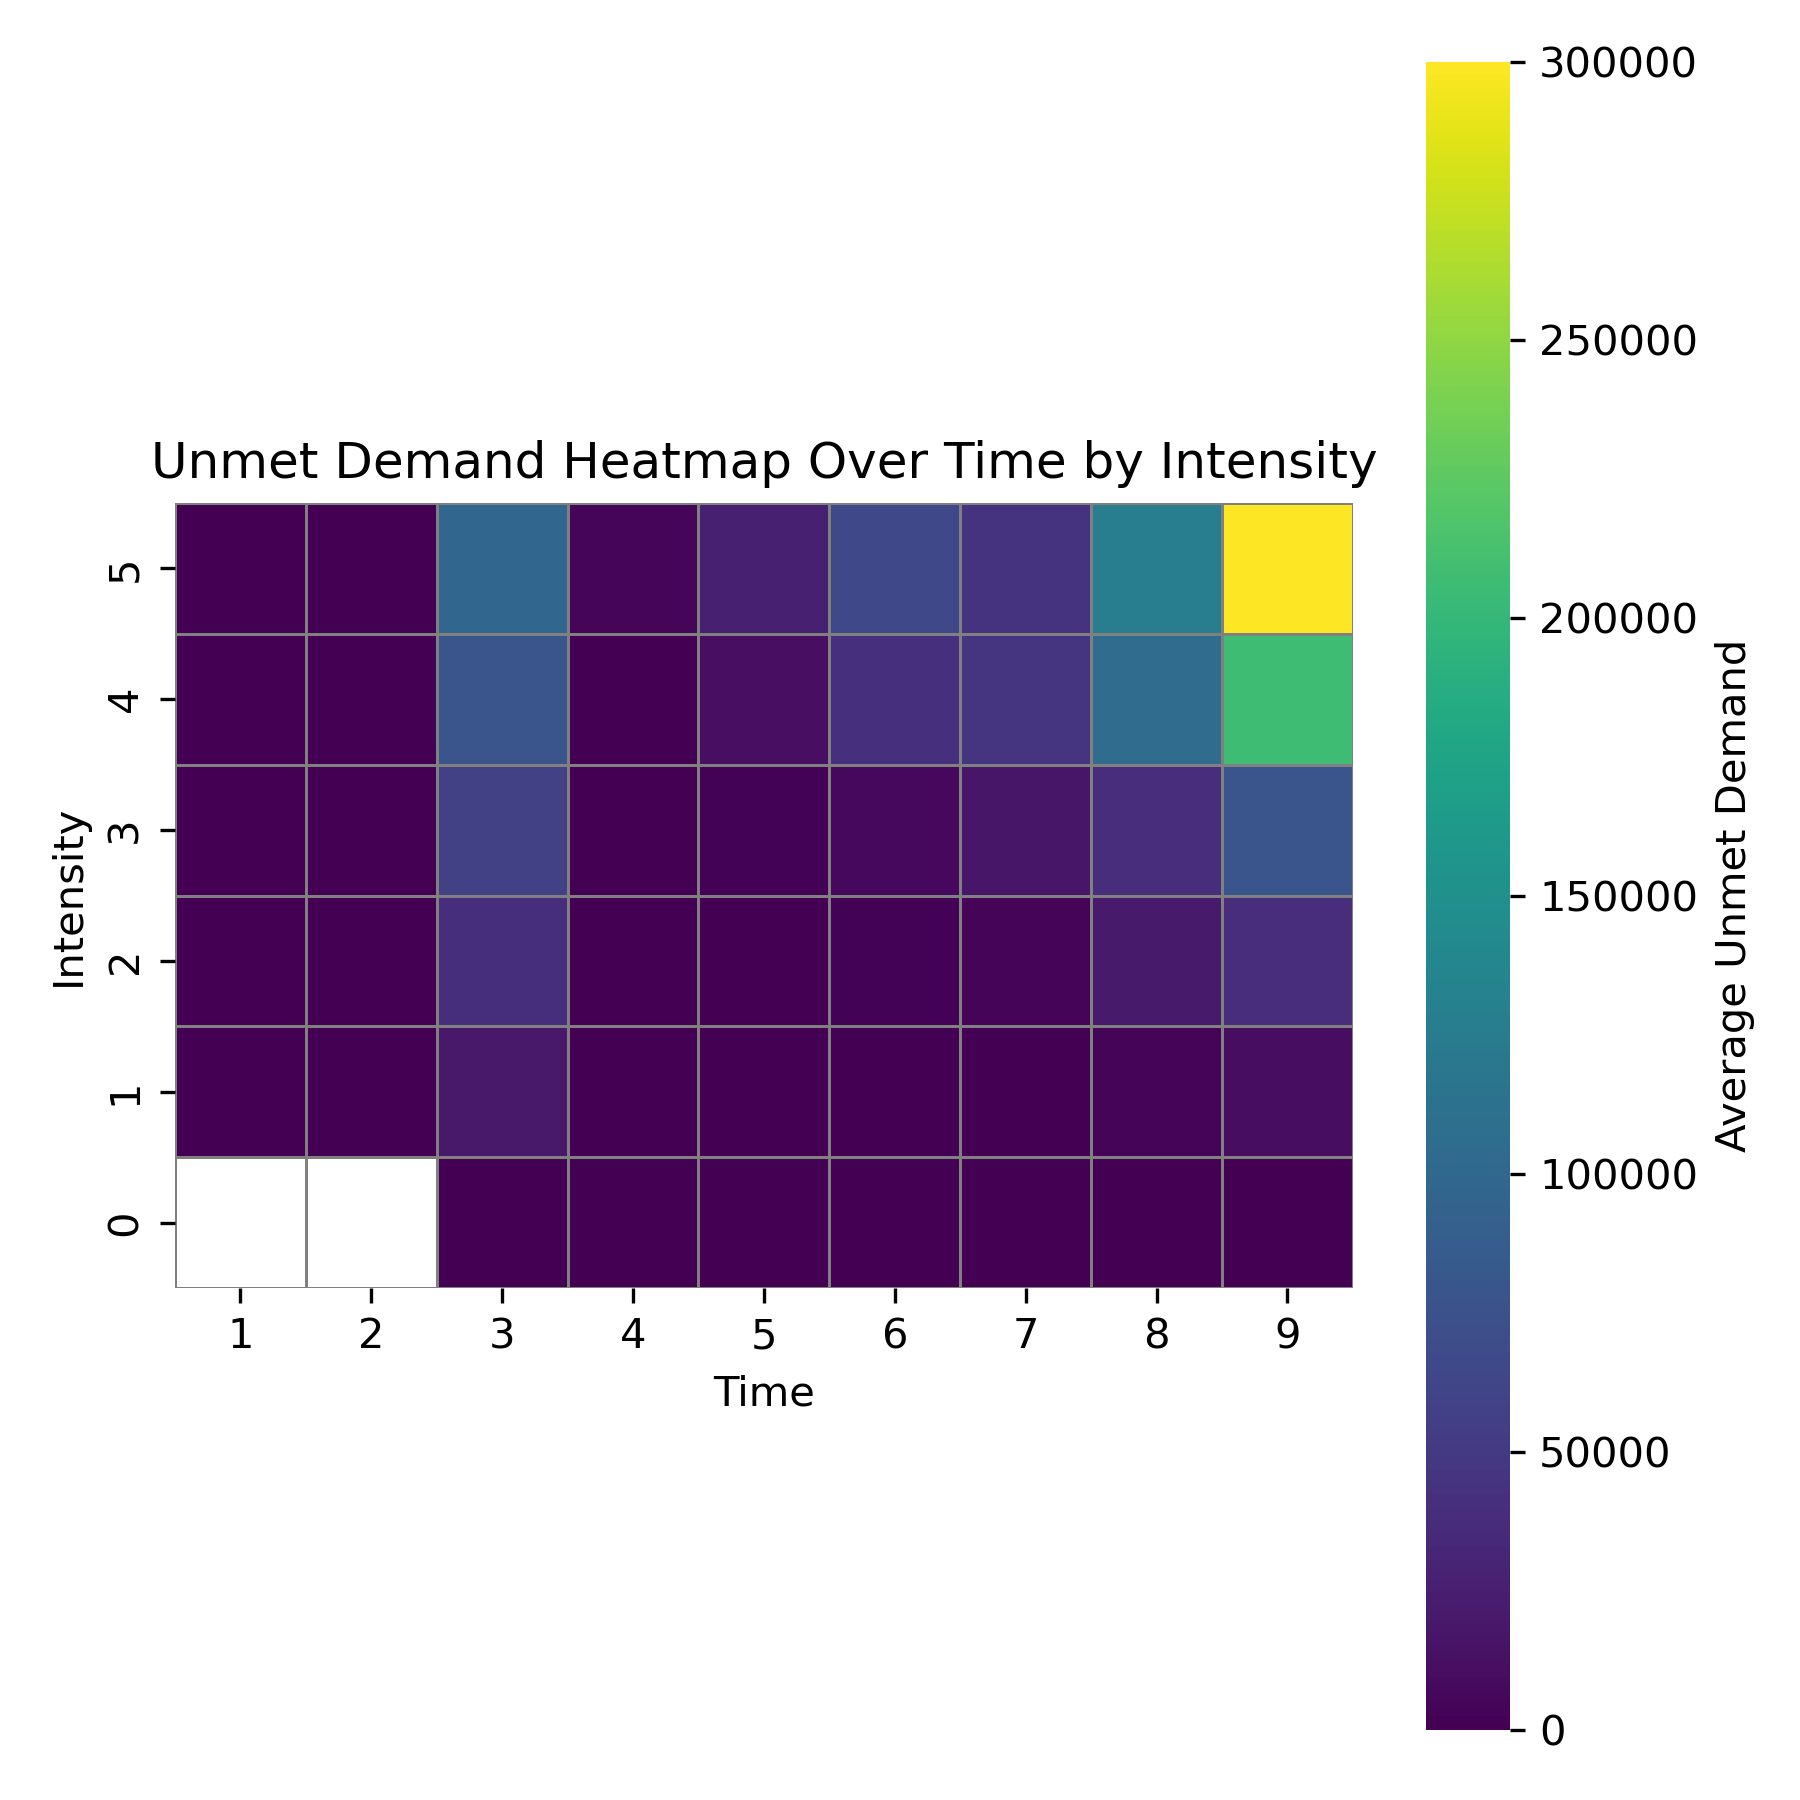 Unmet Demand Heatmap Over Time by Intensity
Intensity
5
4
3
2
1
0
1 2 3 4 5 6 7 8 9
Time
300000
250000
200000
150000
100000
50000
0
Average Unmet Demand